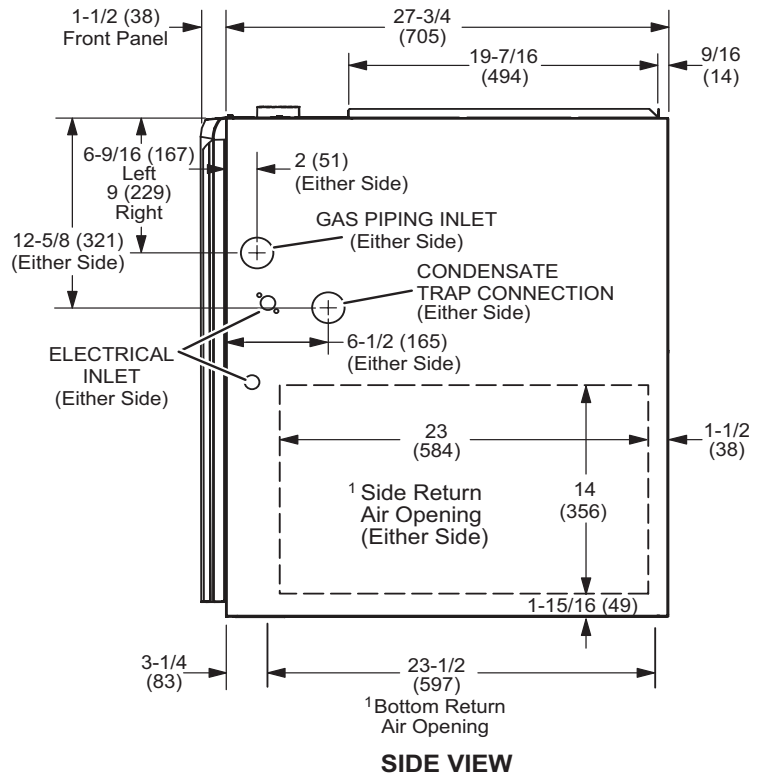 1-1/2 (38)
Front Panel
27-3/4
(705)
19-7/16
(494)
9/16
(14)
6-9/16 (167)
Left
9 (229)
Right
2 (51)
(Either Side)
12-5/8 (321)
(Either Side)
GAS PIPING INLET
(Either Side)
CONDENSATE
TRAP CONNECTION
(Either Side)
6-1/2 (165)
(Either Side)
ELECTRICAL
INLET
(Either Side)
23
(584)
1-1/2
(38)
1 Side Return
Air Opening
(Either Side)
14
(356)
1-15/16 (49)
3-1/4
(83)
23-1/2
(597)
1 Bottom Return
Air Opening
SIDE VIEW